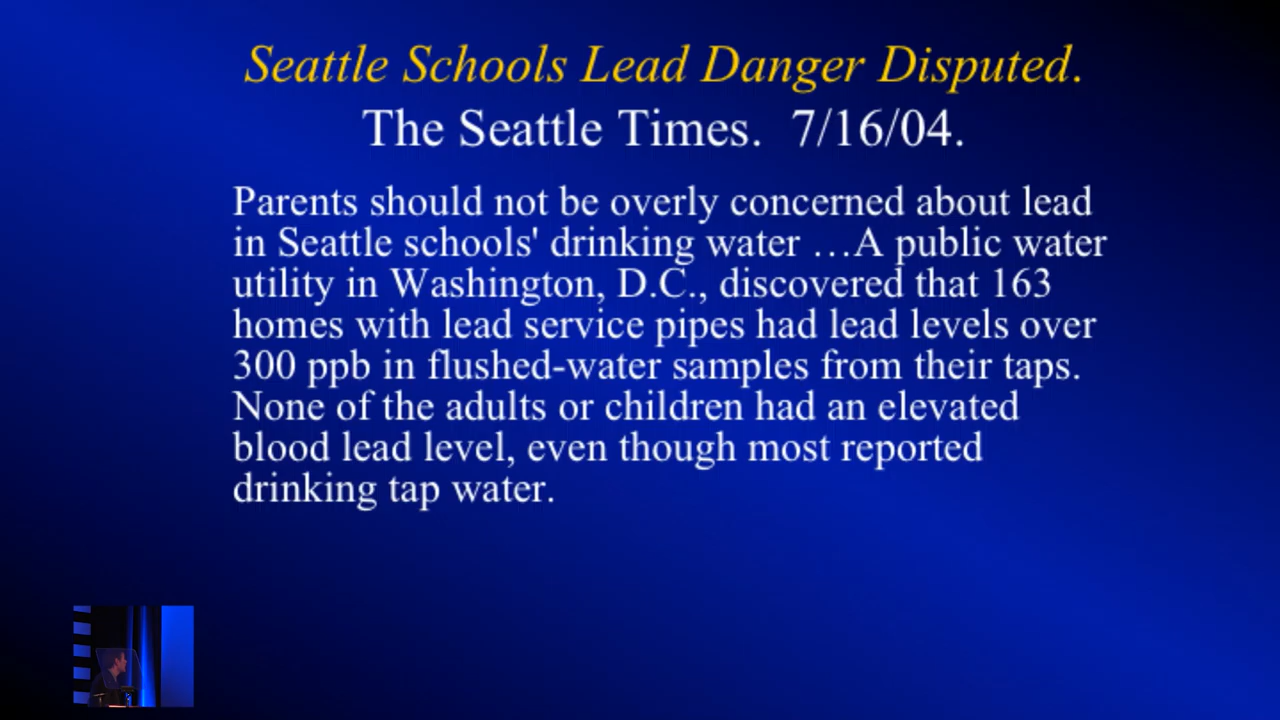 Seattle Schools Lead Danger Disputed.
The Seattle Times. 7/16/04.
Parents should not be overly concerned about lead
in Seattle schools' drinking water …A public water
utility in Washington, D.C., discovered that 163
homes with lead service pipes had lead levels over
300 ppb in flushed-water samples from their taps.
None of the adults or children had an elevated
blood lead level, even though most reported
drinking tap water.